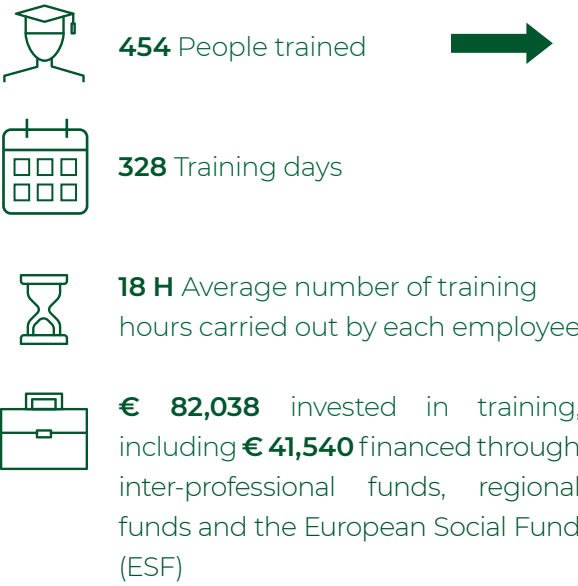 454 People trained
328 Training days
18 H Average number of training
hours carried out by each employee
€ 82,038 invested in training,
including € 41,540 financed through
inter-professional funds, regional
funds and the European Social Fund
(ESF)